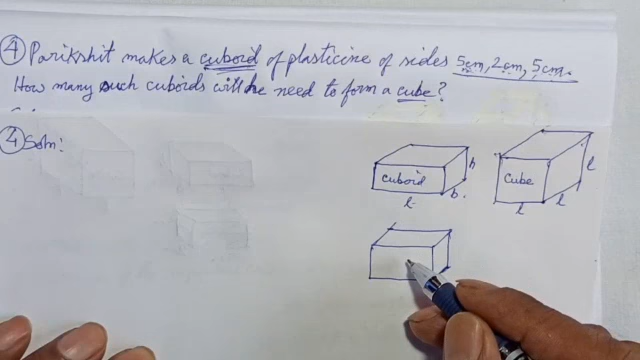 ④ Parikshit makes a cuboid of plasticine of sides 5cm, 2cm, 5cm.
How many such cuboids will he need to form a cube?
④ Soln:
cuboid
h
b.
l
cube
l
l
l